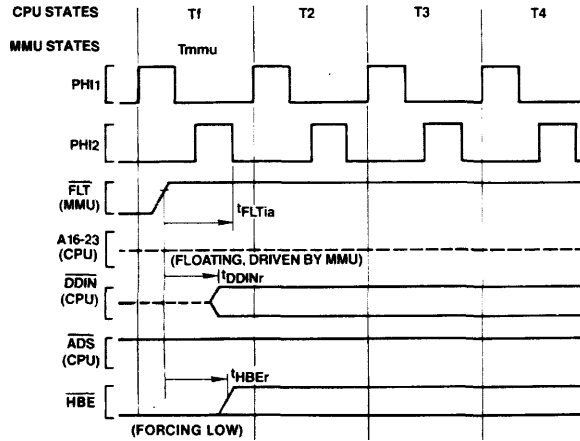 CPU STATES Tf T2 T3 T4
MMU STATES Tmmu
PHI1
PHI2
FLT
(MMU)
tFLTia
A16-23
(CPU)
(FLOATING, DRIVEN BY MMU)
DDIN
(CPU)
tDDINr
ADS
(CPU)
tHBEr
HBE
(FORCING LOW)